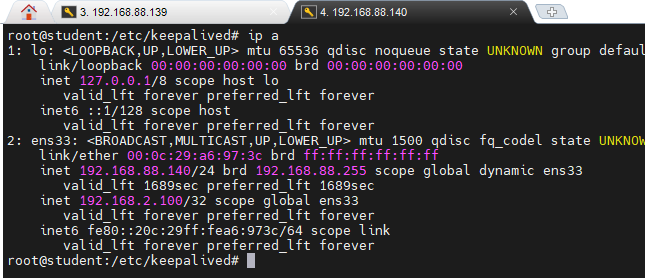 3. 192.168.88.139
4. 192.168.88.140
root@student:/etc/keepalived# ip a
1: lo: <LOOPBACK,UP,LOWER_UP> mtu 65536 qdisc noqueue state UNKNOWN group defaul
link/loopback 00:00:00:00:00:00 brd 00:00:00:00:00:00
inet 127.0.0.1/8 scope host lo
valid_lft forever preferred_lft forever
inet6 ::1/128 scope host
valid_lft forever preferred_lft forever
2: ens33: <BROADCAST,MULTICAST,UP,LOWER_UP> mtu 1500 qdisc fq_codel state UNKNOW
link/ether 00:0c:29:a6:97:3c brd ff:ff:ff:ff:ff:ff
inet 192.168.88.140/24 brd 192.168.88.255 scope global dynamic ens33
valid_lft 1689sec preferred_lft 1689sec
inet 192.168.2.100/32 scope global ens33
valid_lft forever preferred_lft forever
inet6 fe80::20c:29ff:fea6:973c/64 scope link
valid_lft forever preferred_lft forever
root@student:/etc/keepalived#